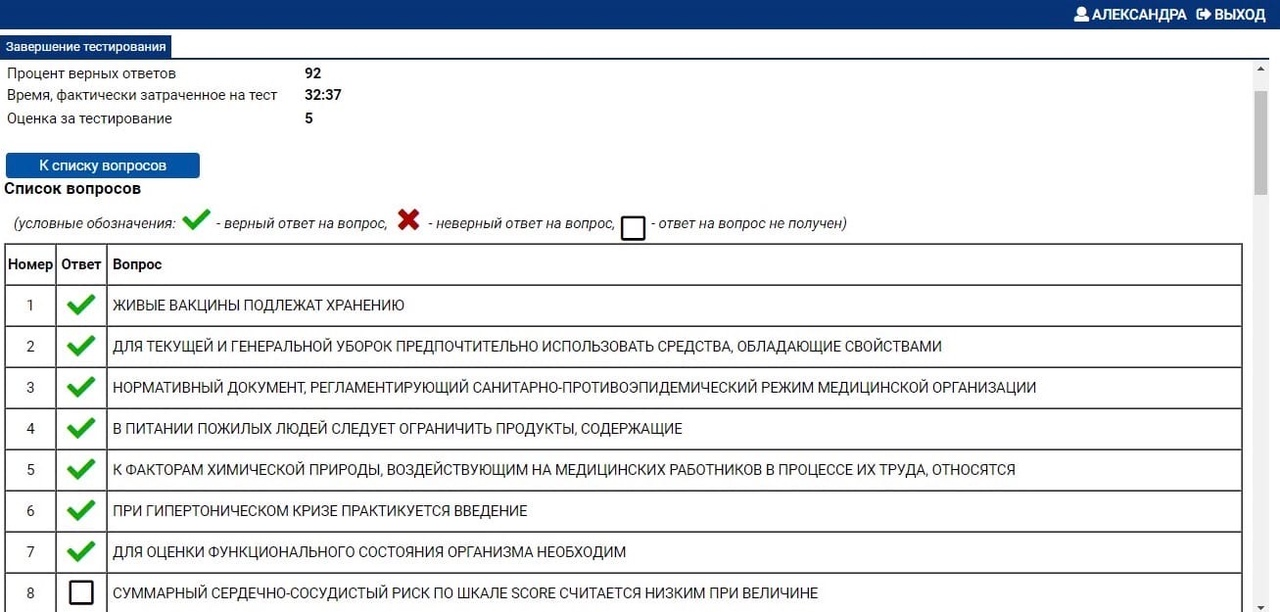 АЛЕКСАНДРА ВЫХОД
Завершение тестирования
Процент верных ответов 92
Время, фактически затраченное на тест 32:37
Оценка за тестирование 5
К списку вопросов
Список вопросов
(условные обозначения: - верный ответ на вопрос, - неверный ответ на вопрос, - ответ на вопрос не получен)
Номер Ответ Вопрос
1 ЖИВЫЕ ВАКЦИНЫ ПОДЛЕЖАТ ХРАНЕНИЮ
2 ДЛЯ ТЕКУЩЕЙ И ГЕНЕРАЛЬНОЙ УБОРОК ПРЕДПОЧТИТЕЛЬНО ИСПОЛЬЗОВАТЬ СРЕДСТВА, ОБЛАДАЮЩИЕ СВОЙСТВАМИ
3 НОРМАТИВНЫЙ ДОКУМЕНТ, РЕГЛАМЕНТИРУЮЩИЙ САНИТАРНО-ПРОТИВОЭПИДЕМИЧЕСКИЙ РЕЖИМ МЕДИЦИНСКОЙ ОРГАНИЗАЦИИ
4 В ПИТАНИИ ПОЖИЛЫХ ЛЮДЕЙ СЛЕДУЕТ ОГРАНИЧИТЬ ПРОДУКТЫ, СОДЕРЖАЩИЕ
5 К ФАКТОРАМ ХИМИЧЕСКОЙ ПРИРОДЫ, ВОЗДЕЙСТВУЮЩИМ НА МЕДИЦИНСКИХ РАБОТНИКОВ В ПРОЦЕССЕ ИХ ТРУДА, ОТНОСЯТСЯ
6 ПРИ ГИПЕРТОНИЧЕСКОМ КРИЗЕ ПРАКТИКУЕТСЯ ВВЕДЕНИЕ
7 ДЛЯ ОЦЕНКИ ФУНКЦИОНАЛЬНОГО СОСТОЯНИЯ ОРГАНИЗМА НЕОБХОДИМ
8 СУММАРНЫЙ СЕРДЕЧНО-СОСУДИСТЫЙ РИСК ПО ШКАЛЕ SCORE СЧИТАЕТСЯ НИЗКИМ ПРИ ВЕЛИЧИНЕ